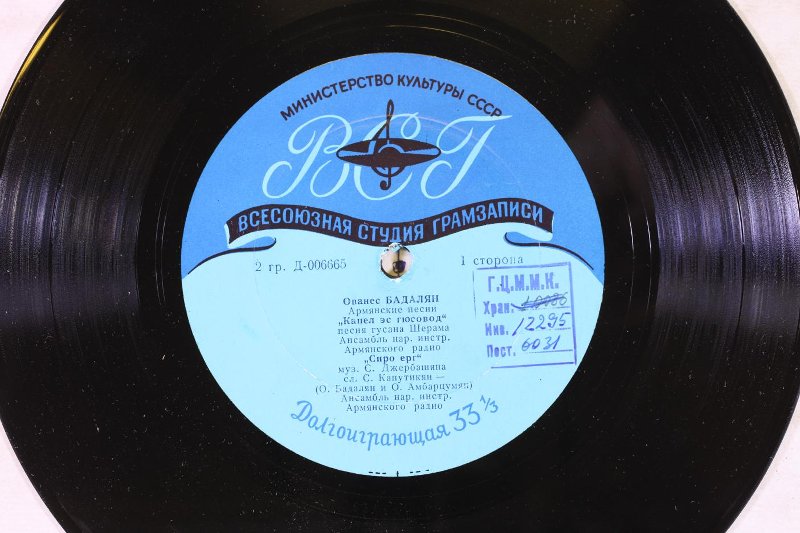 МИНИСТЕРСТВО КУЛЬТУРЫ СССР
ВСГ
ВСЕСОЮЗНАЯ СТУДИЯ ГРАМЗАПИСИ
2 гр. Д-006665
1 сторона
Ованес БАДАЛЯН
Армянские песни
„Капел эс гюсовод“
песня гусана Шерама
Ансамбль нар. инстр.
Армянского радио
„Сиро ерг“
муз. С. Джербашяна
сл. С. Капутикян —
(О. Бадалян и О. Амбарцумян)
Ансамбль нар. инстр.
Армянского радио
Долгоиграющая 33 1/3
Г.Ц.М.М.К.
Хран.
Инв. 12295
Пост. 6031